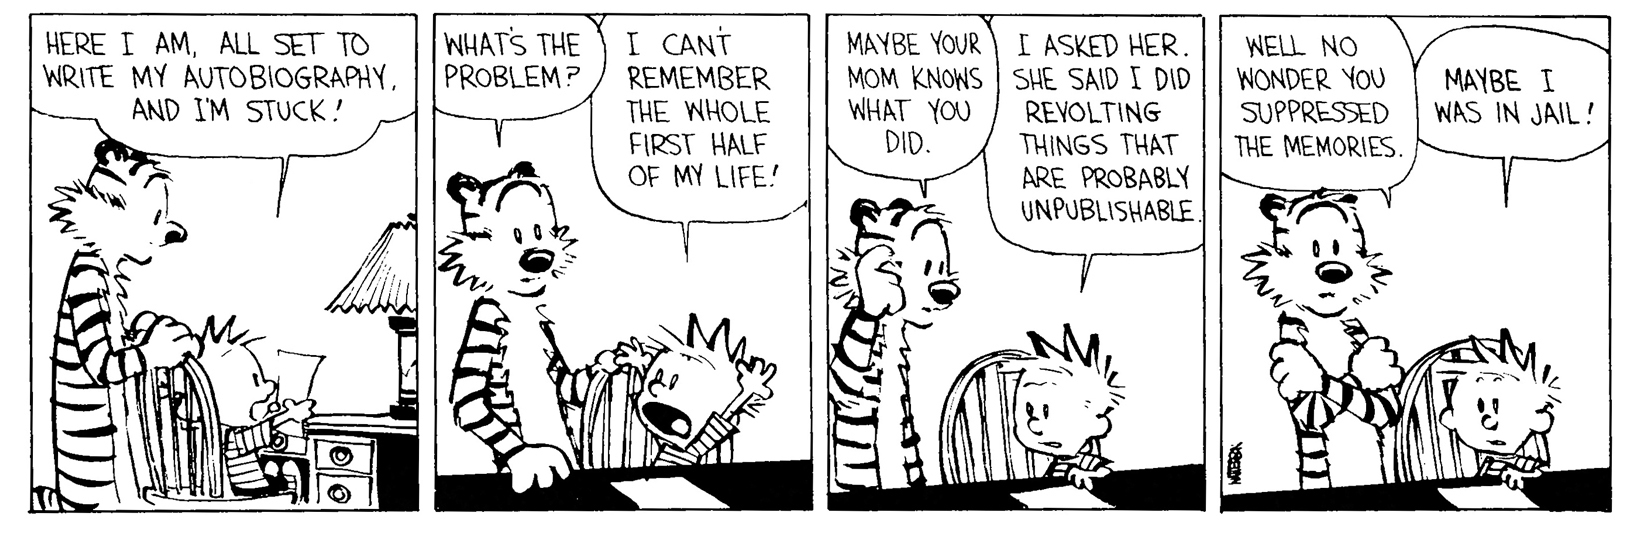 HERE I AM, ALL SET TO
WRITE MY AUTOBIOGRAPHY,
AND I'M STUCK!
WHAT'S THE
PROBLEM?
I CAN'T
REMEMBER
THE WHOLE
FIRST HALF
OF MY LIFE!
MAYBE YOUR
MOM KNOWS
WHAT YOU
DID.
I ASKED HER.
SHE SAID I DID
REVOLTING
THINGS THAT
ARE PROBABLY
UNPUBLISHABLE.
WELL NO
WONDER YOU
SUPPRESSED
THE MEMORIES.
MAYBE I
WAS IN JAIL!